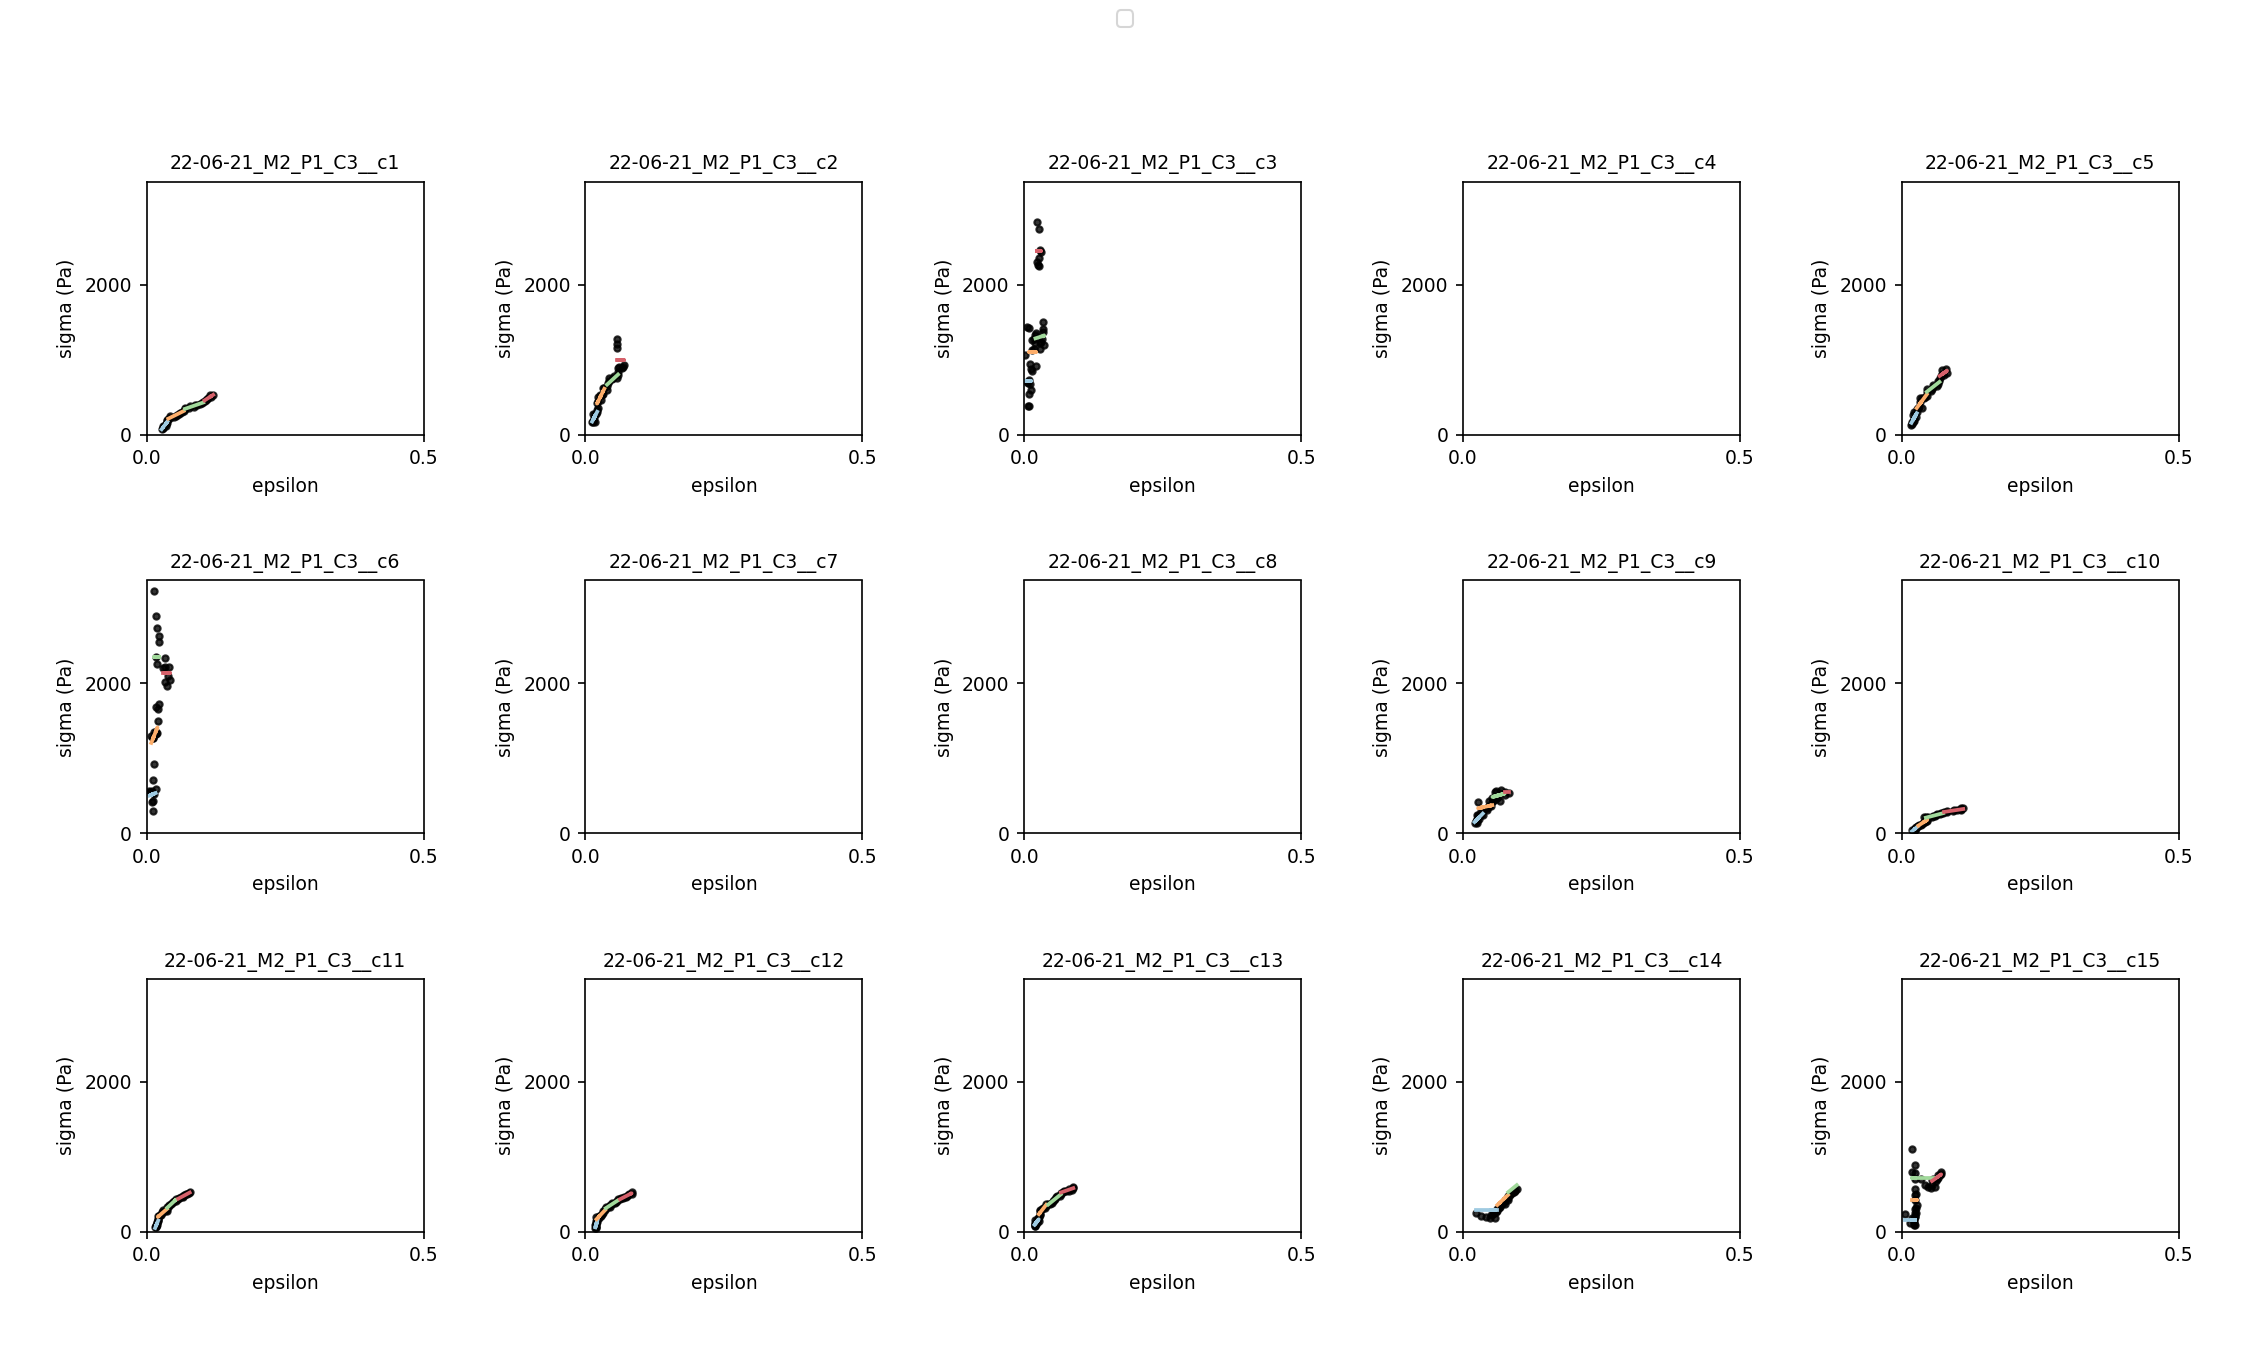 22-06-21_M2_P1_C3__c1
22-06-21_M2_P1_C3__c2
22-06-21_M2_P1_C3__c3
22-06-21_M2_P1_C3__c4
22-06-21_M2_P1_C3__c5
sigma (Pa) 2000 0
sigma (Pa) 2000 0
sigma (Pa) 2000 0
sigma (Pa) 2000 0
sigma (Pa) 2000 0
0.0 0.5
0.0 0.5
0.0 0.5
0.0 0.5
0.0 0.5
epsilon
epsilon
epsilon
epsilon
epsilon
22-06-21_M2_P1_C3__c6
22-06-21_M2_P1_C3__c7
22-06-21_M2_P1_C3__c8
22-06-21_M2_P1_C3__c9
22-06-21_M2_P1_C3__c10
sigma (Pa) 2000 0
sigma (Pa) 2000 0
sigma (Pa) 2000 0
sigma (Pa) 2000 0
sigma (Pa) 2000 0
0.0 0.5
0.0 0.5
0.0 0.5
0.0 0.5
0.0 0.5
epsilon
epsilon
epsilon
epsilon
epsilon
22-06-21_M2_P1_C3__c11
22-06-21_M2_P1_C3__c12
22-06-21_M2_P1_C3__c13
22-06-21_M2_P1_C3__c14
22-06-21_M2_P1_C3__c15
sigma (Pa) 2000 0
sigma (Pa) 2000 0
sigma (Pa) 2000 0
sigma (Pa) 2000 0
sigma (Pa) 2000 0
0.0 0.5
0.0 0.5
0.0 0.5
0.0 0.5
0.0 0.5
epsilon
epsilon
epsilon
epsilon
epsilon